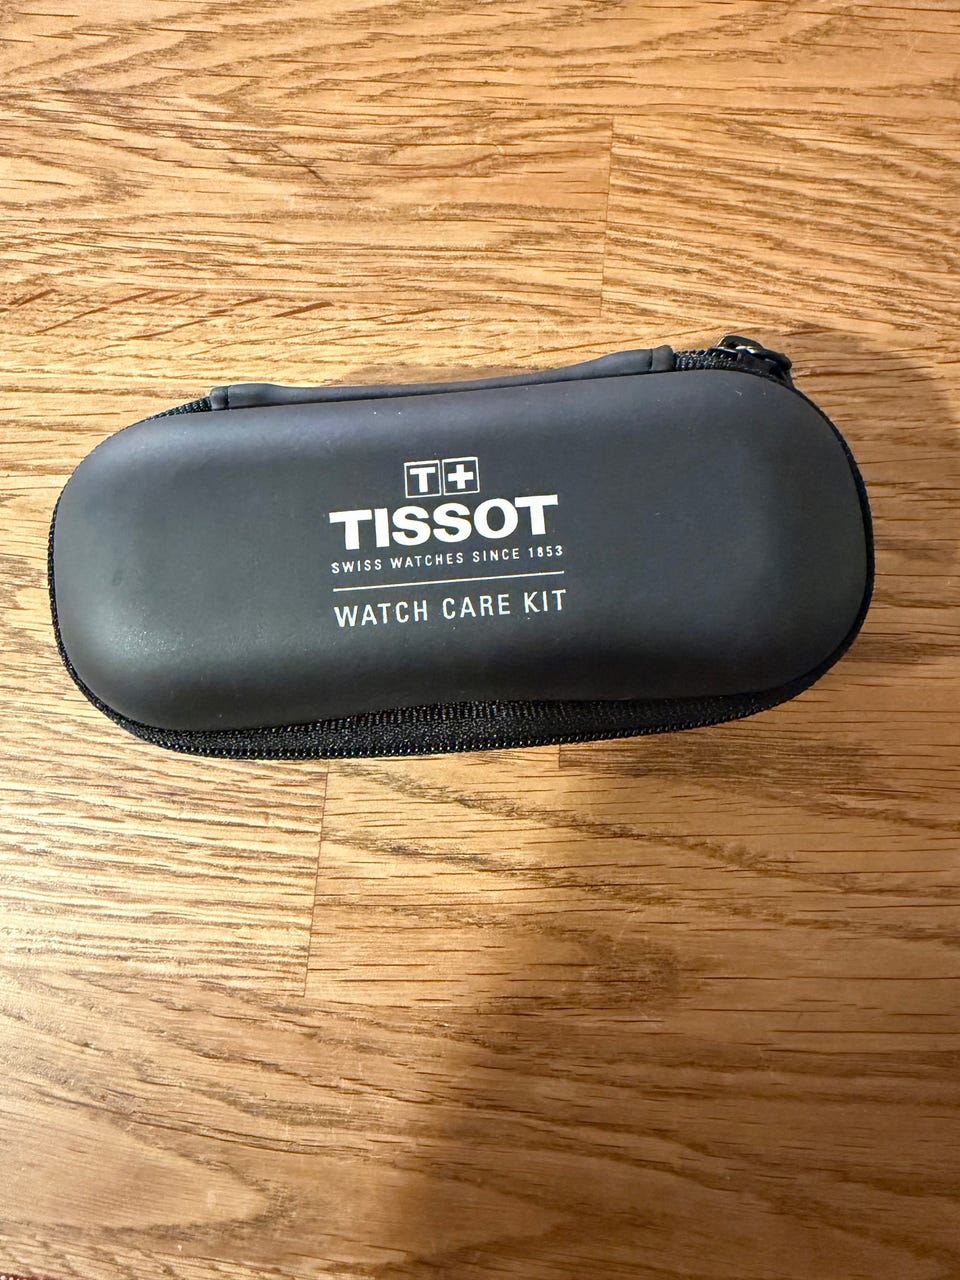 T+
TISSOT
SWISS WATCHES SINCE 1853
WATCH CARE KIT